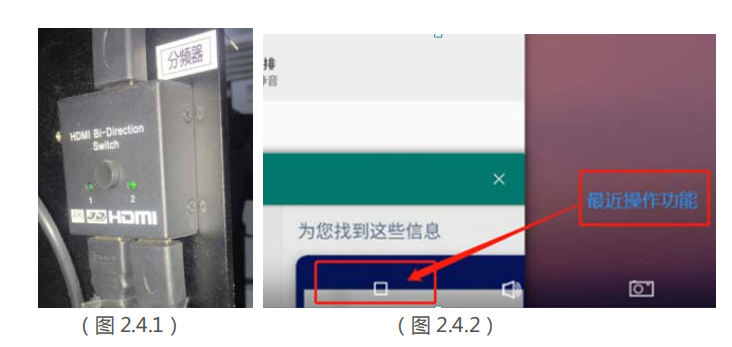 分频器
HDMI Bi-Direction
Switch
1
2
4K 3D HDMI
排
音
×
最近操作功能
为您找到这些信息
（图 2.4.1）
（图 2.4.2）